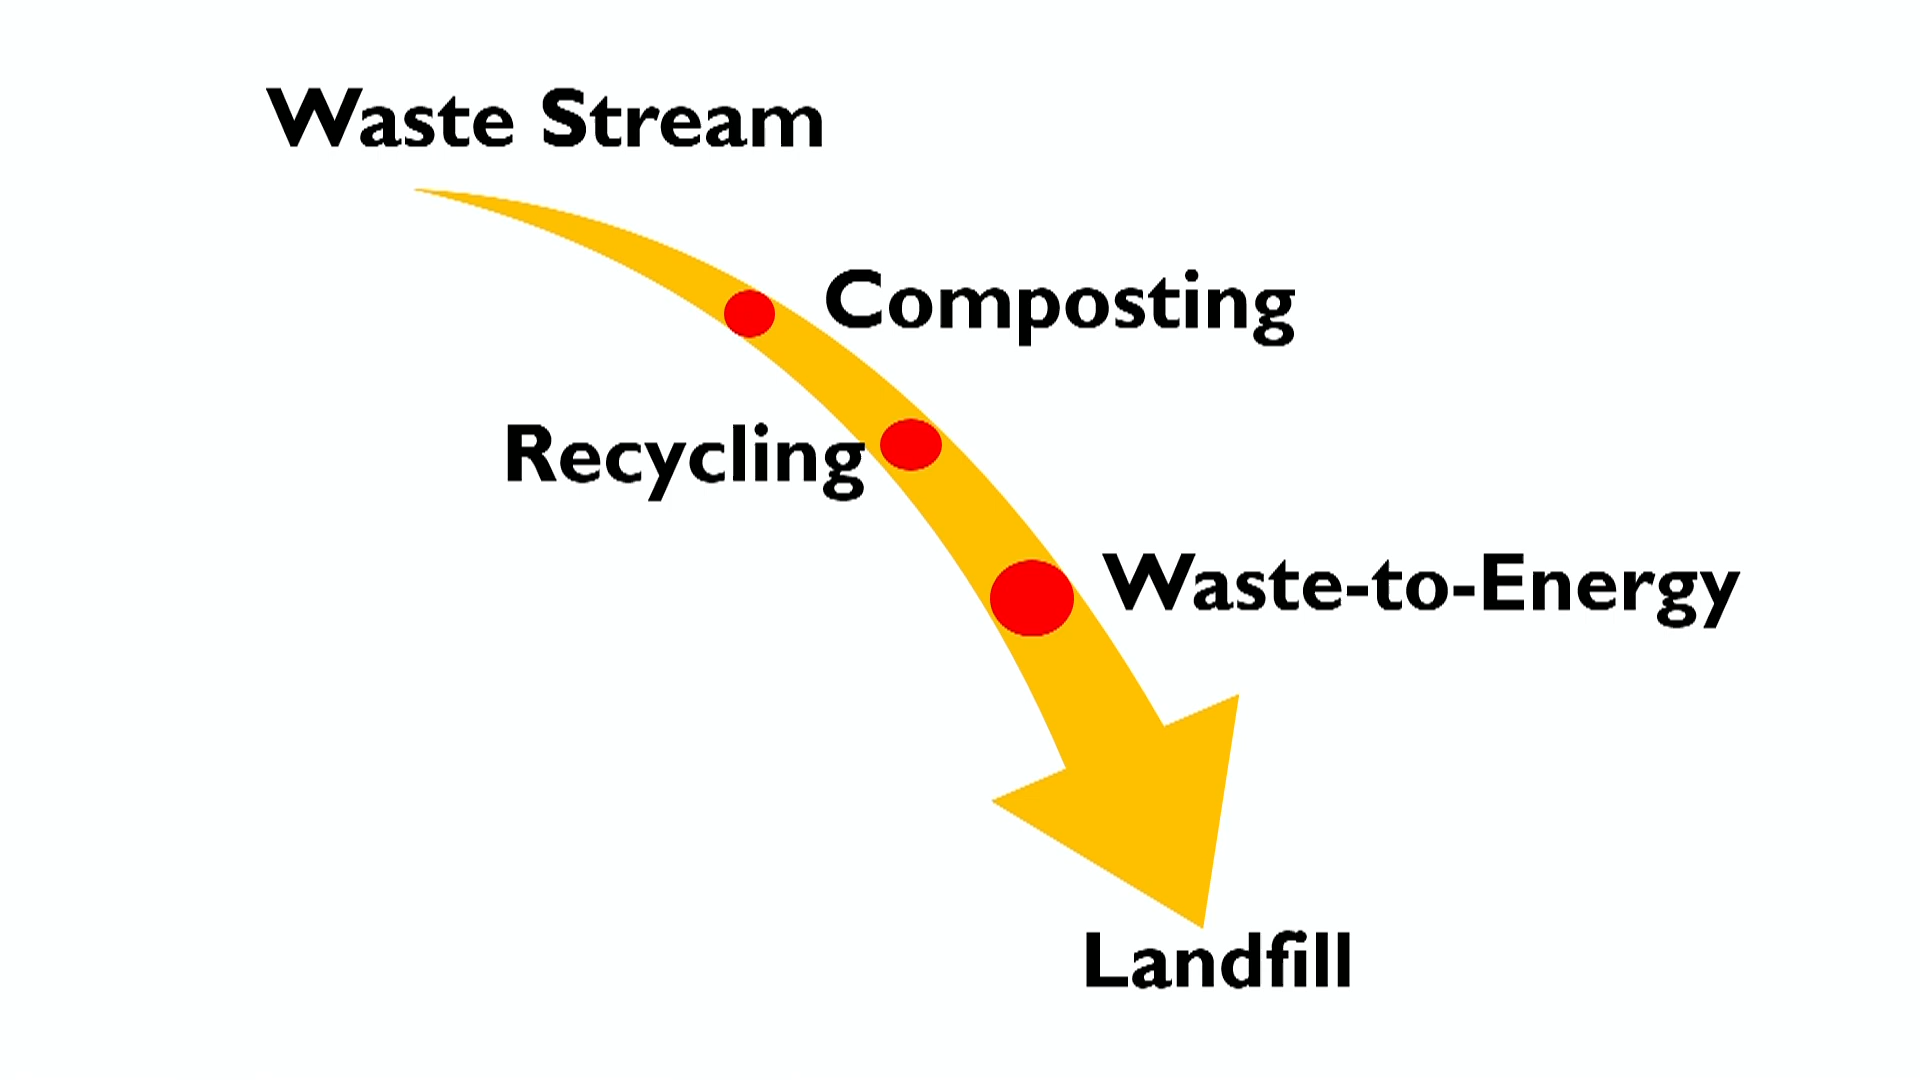 Waste Stream
Composting
Recycling
Waste-to-Energy
Landfill